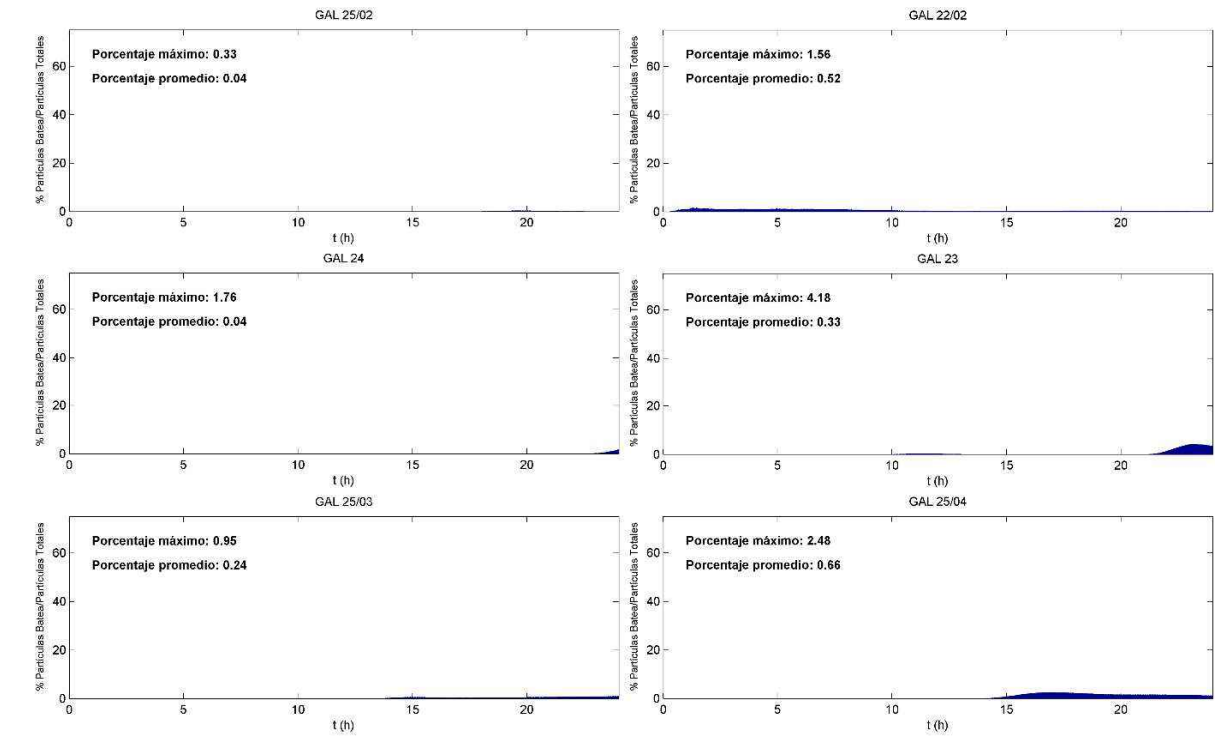 GAL 25/02
% Partículas Batea/Partículas Totales
60
40
20
0
Porcentaje máximo: 0.33
Porcentaje promedio: 0.04
0 5 10 15 20
t (h)
GAL 22/02
% Partículas Batea/Partículas Totales
60
40
20
0
Porcentaje máximo: 1.56
Porcentaje promedio: 0.52
0 5 10 15 20
t (h)
GAL 24
% Partículas Batea/Partículas Totales
60
40
20
0
Porcentaje máximo: 1.76
Porcentaje promedio: 0.04
0 5 10 15 20
t (h)
GAL 23
% Partículas Batea/Partículas Totales
60
40
20
0
Porcentaje máximo: 4.18
Porcentaje promedio: 0.33
0 5 10 15 20
t (h)
GAL 25/03
% Partículas Batea/Partículas Totales
60
40
20
0
Porcentaje máximo: 0.95
Porcentaje promedio: 0.24
0 5 10 15 20
t (h)
GAL 25/04
% Partículas Batea/Partículas Totales
60
40
20
0
Porcentaje máximo: 2.48
Porcentaje promedio: 0.66
0 5 10 15 20
t (h)